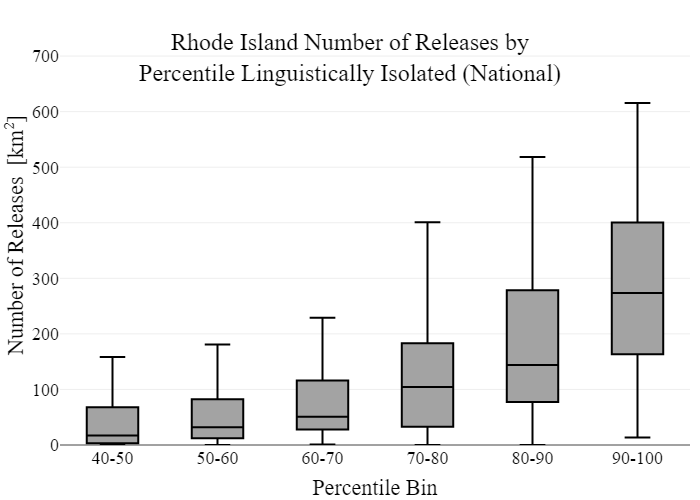 Rhode Island Number of Releases by
Percentile Linguistically Isolated (National)
Number of Releases [km²]
700
600
500
400
300
200
100
0
40-50 50-60 60-70 70-80 80-90 90-100
Percentile Bin